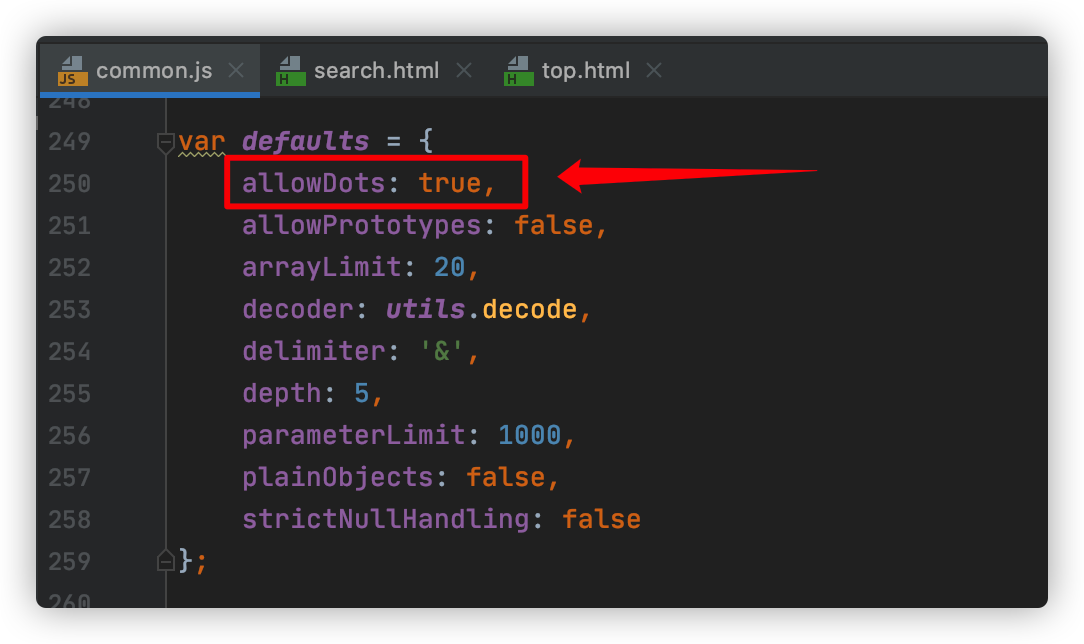 JS common.js H search.html H top.html
248
249 var defaults = {
250 allowDots: true,
251 allowPrototypes: false,
252 arrayLimit: 20,
253 decoder: utils.decode,
254 delimiter: '&',
255 depth: 5,
256 parameterLimit: 1000,
257 plainObjects: false,
258 strictNullHandling: false
259 };
260